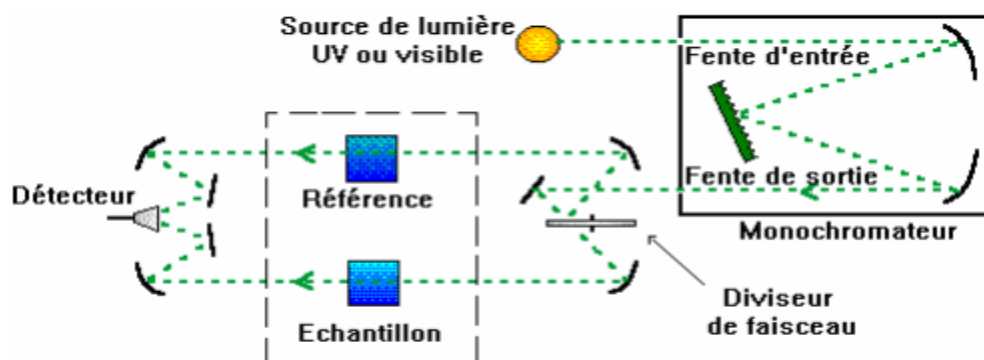 Source de lumière
UV ou visible
Fente d'entrée
Fente de sortie
Monochromateur
Détecteur
Référence
Echantillon
Diviseur
de faisceau